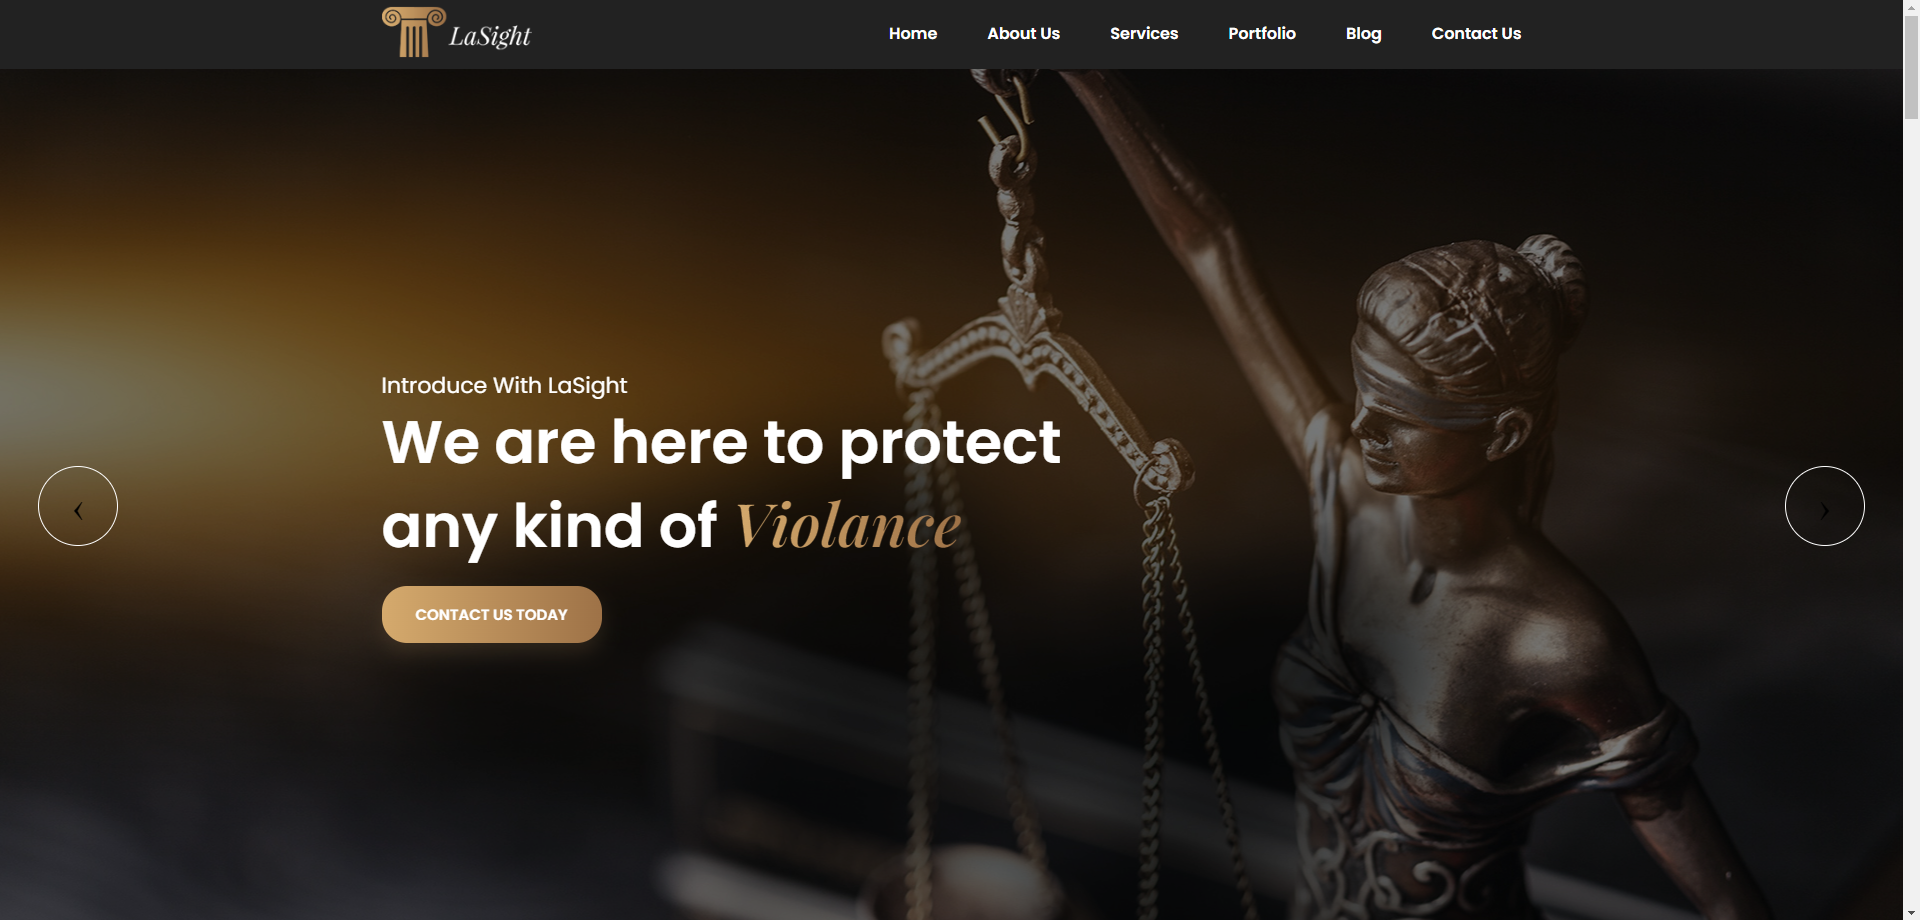 LaSight
Home
About Us
Services
Portfolio
Blog
Contact Us
Introduce With LaSight
We are here to protect
any kind of Violance
CONTACT US TODAY